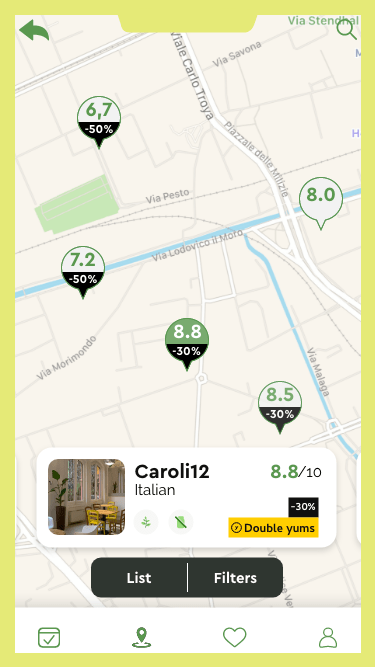 Via Stendhal
Viale Carlo Troya
Via Savona
M
6,7
-50%
Piazzale delle Milizie
H
Via Pesto
8.0
Via Lodovico il Moro
7.2
-50%
8.8
-30%
Via Morimondo
Via Malaga
8.5
-30%
Caroli12
8.8/10
Italian
-30%
Double yums
List
Filters